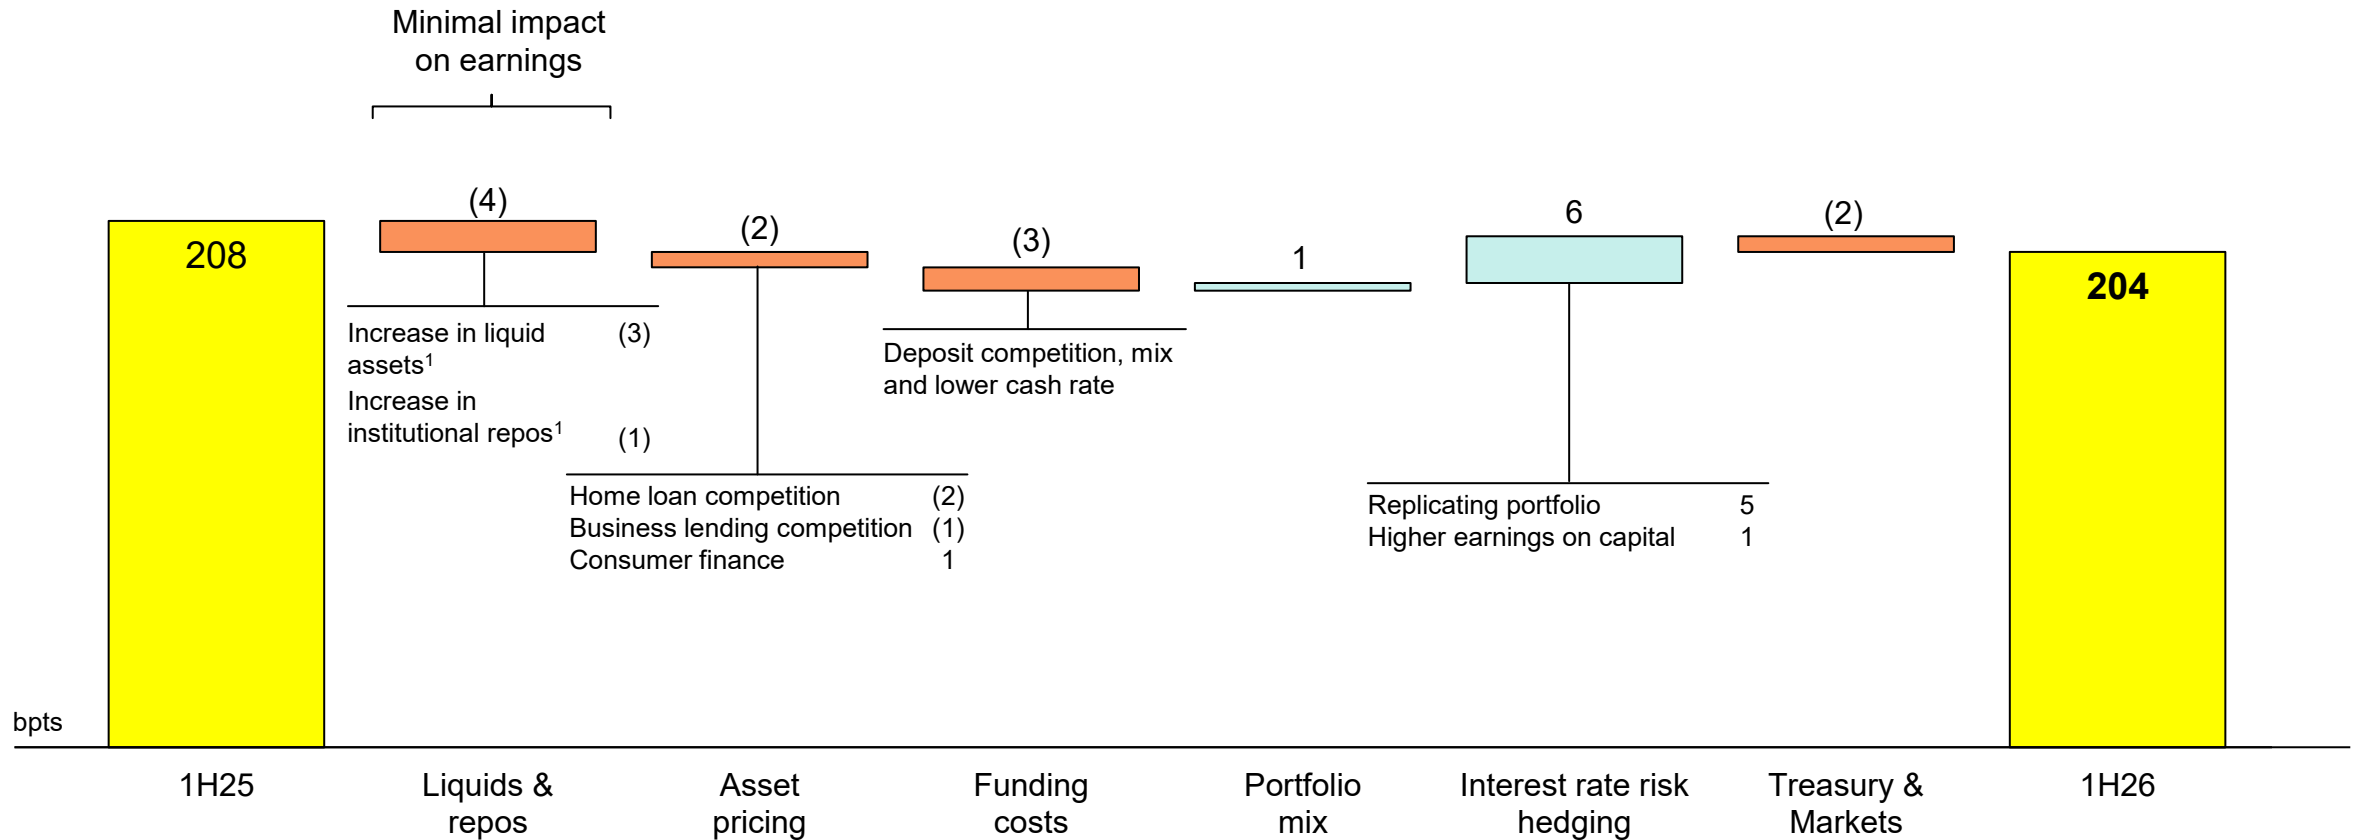 Minimal impact
on earnings
208
(4)
(2)
(3)
1
6
(2)
204
Increase in liquid (3)
assets¹
Increase in
institutional repos¹ (1)
Home loan competition (2)
Business lending competition (1)
Consumer finance 1
Deposit competition, mix
and lower cash rate
Replicating portfolio 5
Higher earnings on capital 1
bpts
1H25
Liquids &
repos
Asset
pricing
Funding
costs
Portfolio
mix
Interest rate risk
hedging
Treasury &
Markets
1H26